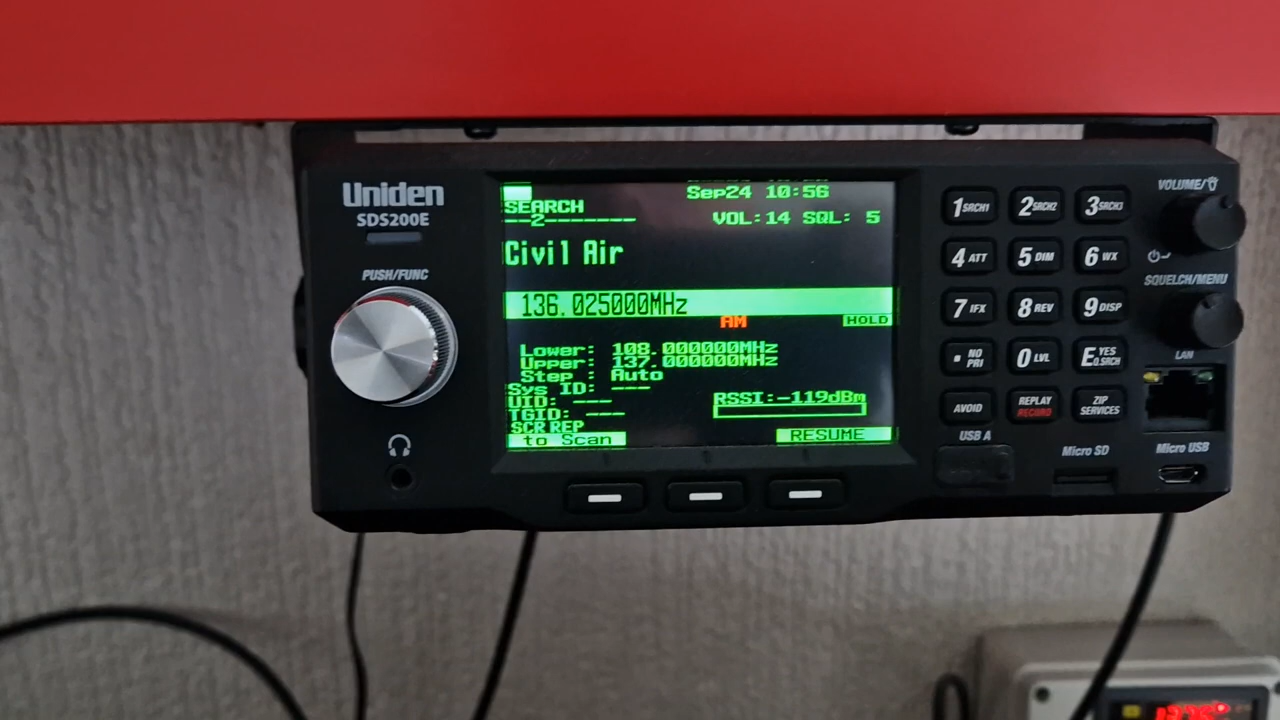 Uniden
SDS200E
PUSH/FUNC
Sep24 10:56
SEARCH
--2-------
VOL:14 SQL: 5
Civil Air
136.025000MHz
AM
HOLD
Lower: 108.000000MHz
Upper: 137.000000MHz
Step : Auto
Sys ID: ---
UID: ---
TGID: ---
RSSI:-119dBm
SCR REP
to Scan
RESUME
1 SRCH1
2 SRCH2
3 SRCH3
4 ATT
5 DIM
6 WX
7 IFX
8 REV
9 DISP
. NO PRI
0 LVL
E YES 0.SRCH
AVOID
REPLAY
RECORD
ZIP
SERVICES
VOLUME/
SQUELCH/MENU
LAN
USB A
Micro SD
Micro USB